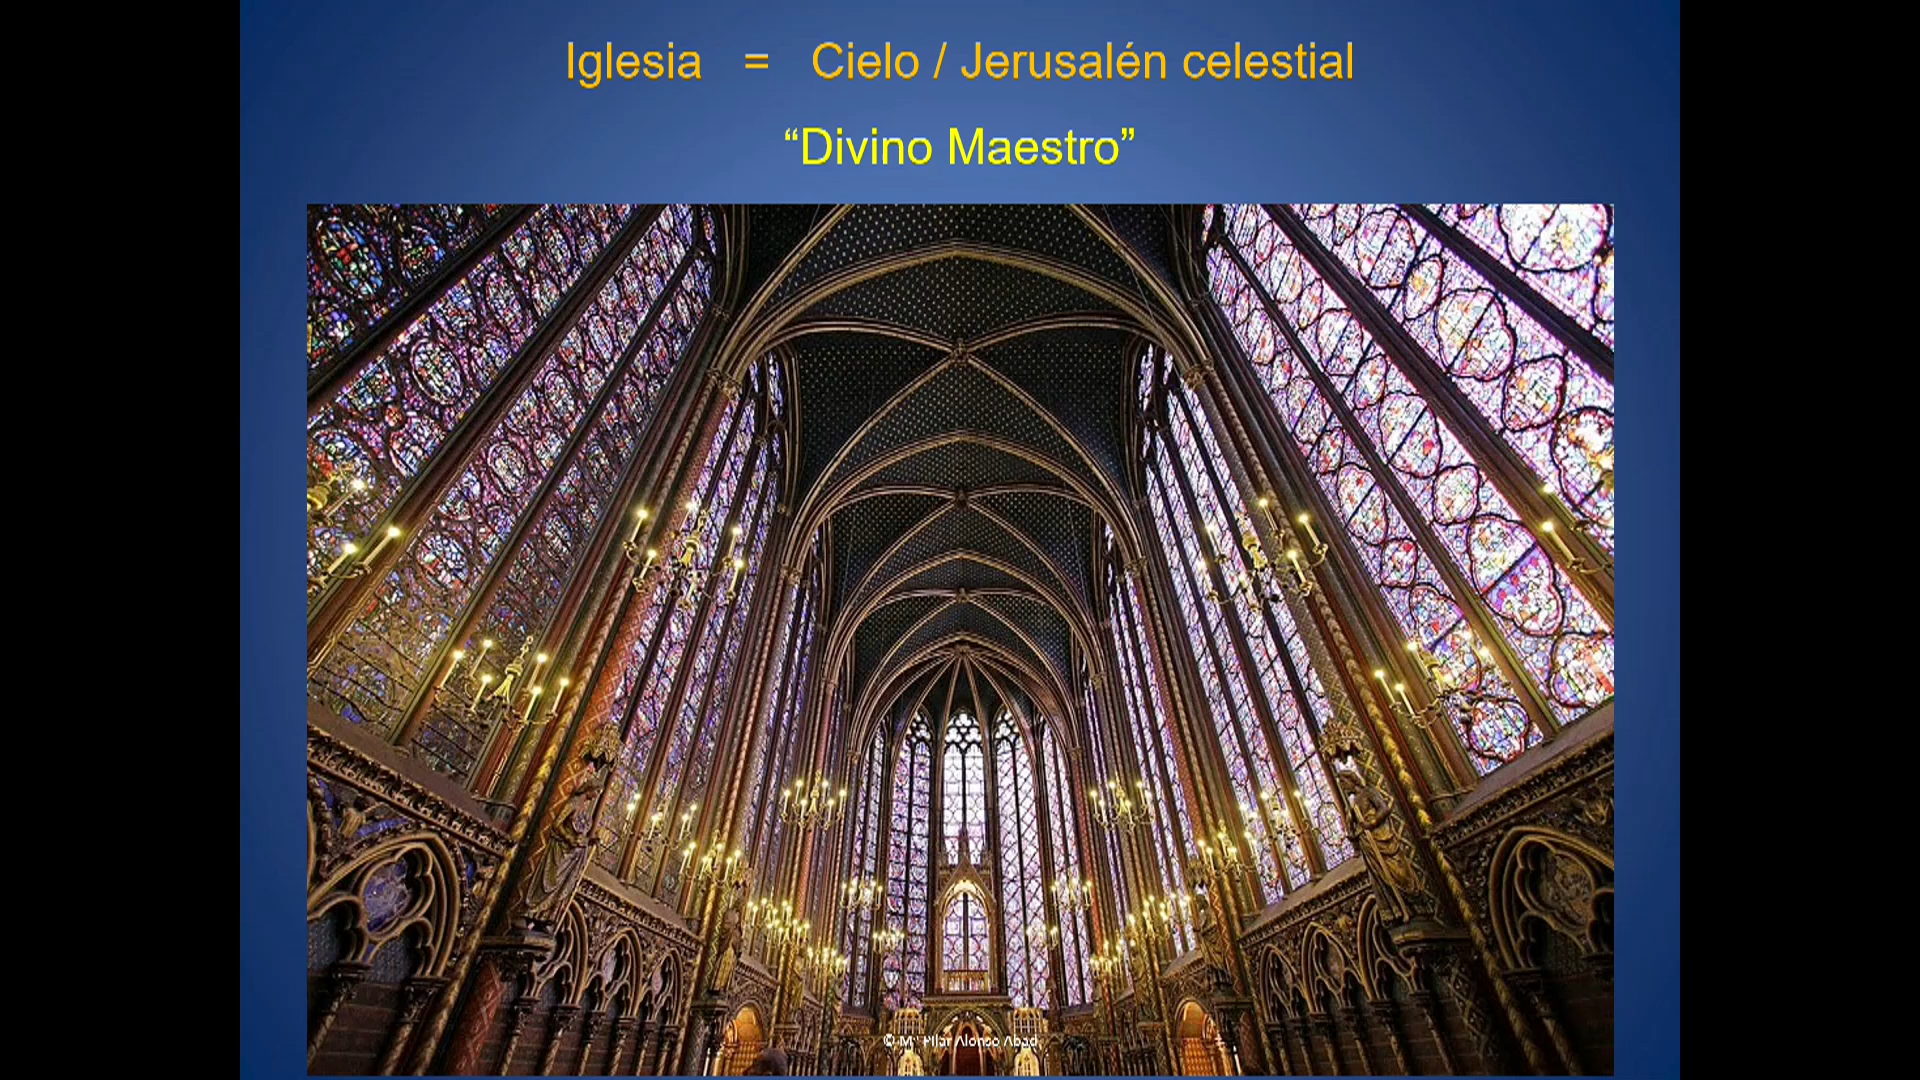 Iglesia = Cielo / Jerusalén celestial
“Divino Maestro”
© Mª Pilar Alonso Abad